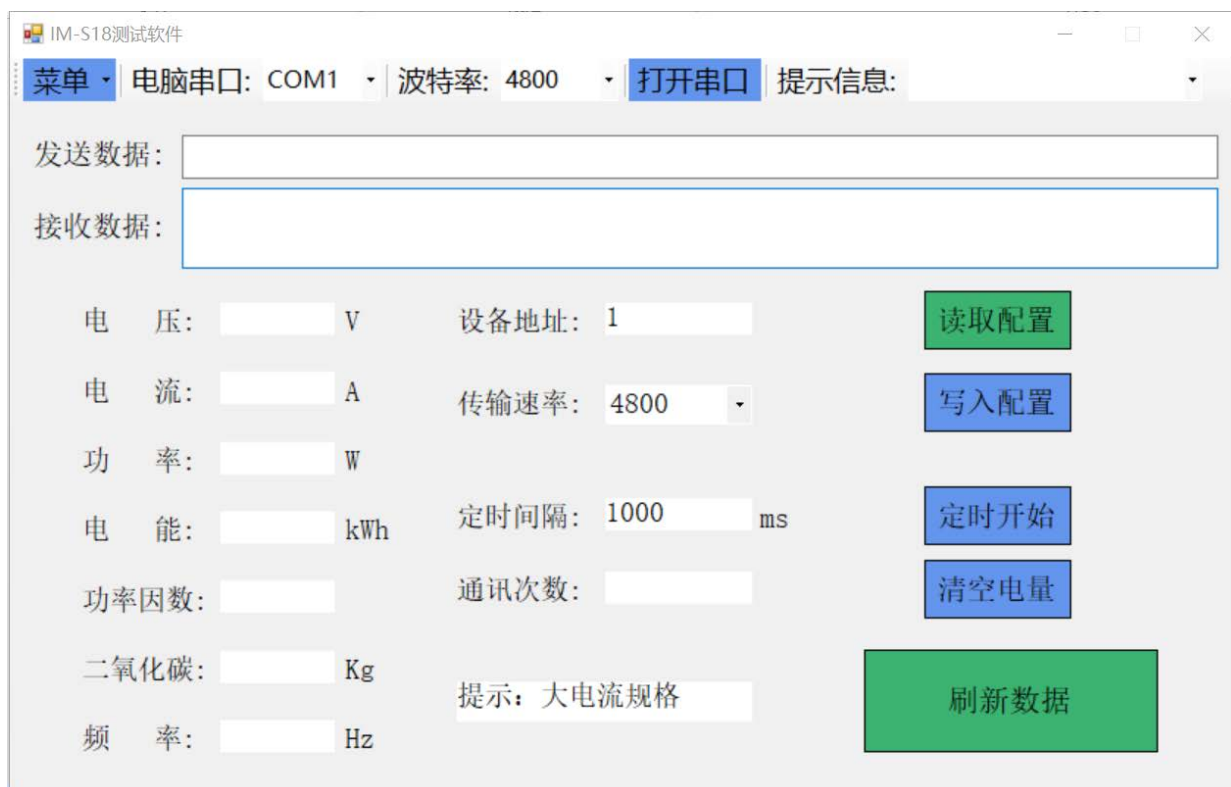 IM-S18测试软件
菜单 电脑串口: COM1 波特率: 4800 打开串口 提示信息:
发送数据:
接收数据:
电 压: V 设备地址: 1 读取配置
电 流: A 传输速率: 4800 写入配置
功 率: W
电 能: kWh 定时间隔: 1000 ms 定时开始
功率因数: 通讯次数: 清空电量
二氧化碳: Kg
提示: 大电流规格 刷新数据
频 率: Hz